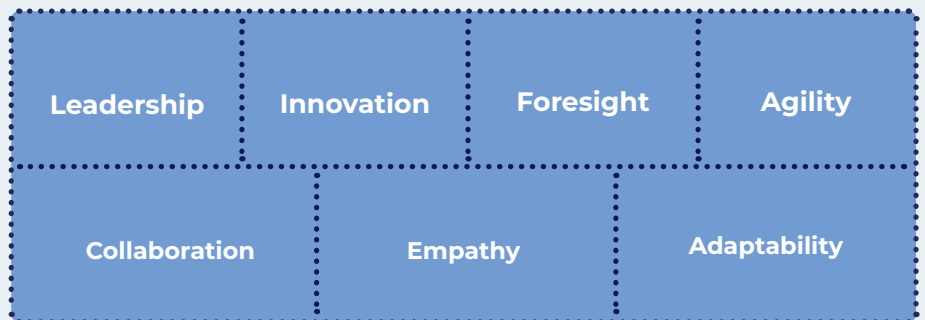 Leadership
Innovation
Foresight
Agility
Collaboration
Empathy
Adaptability